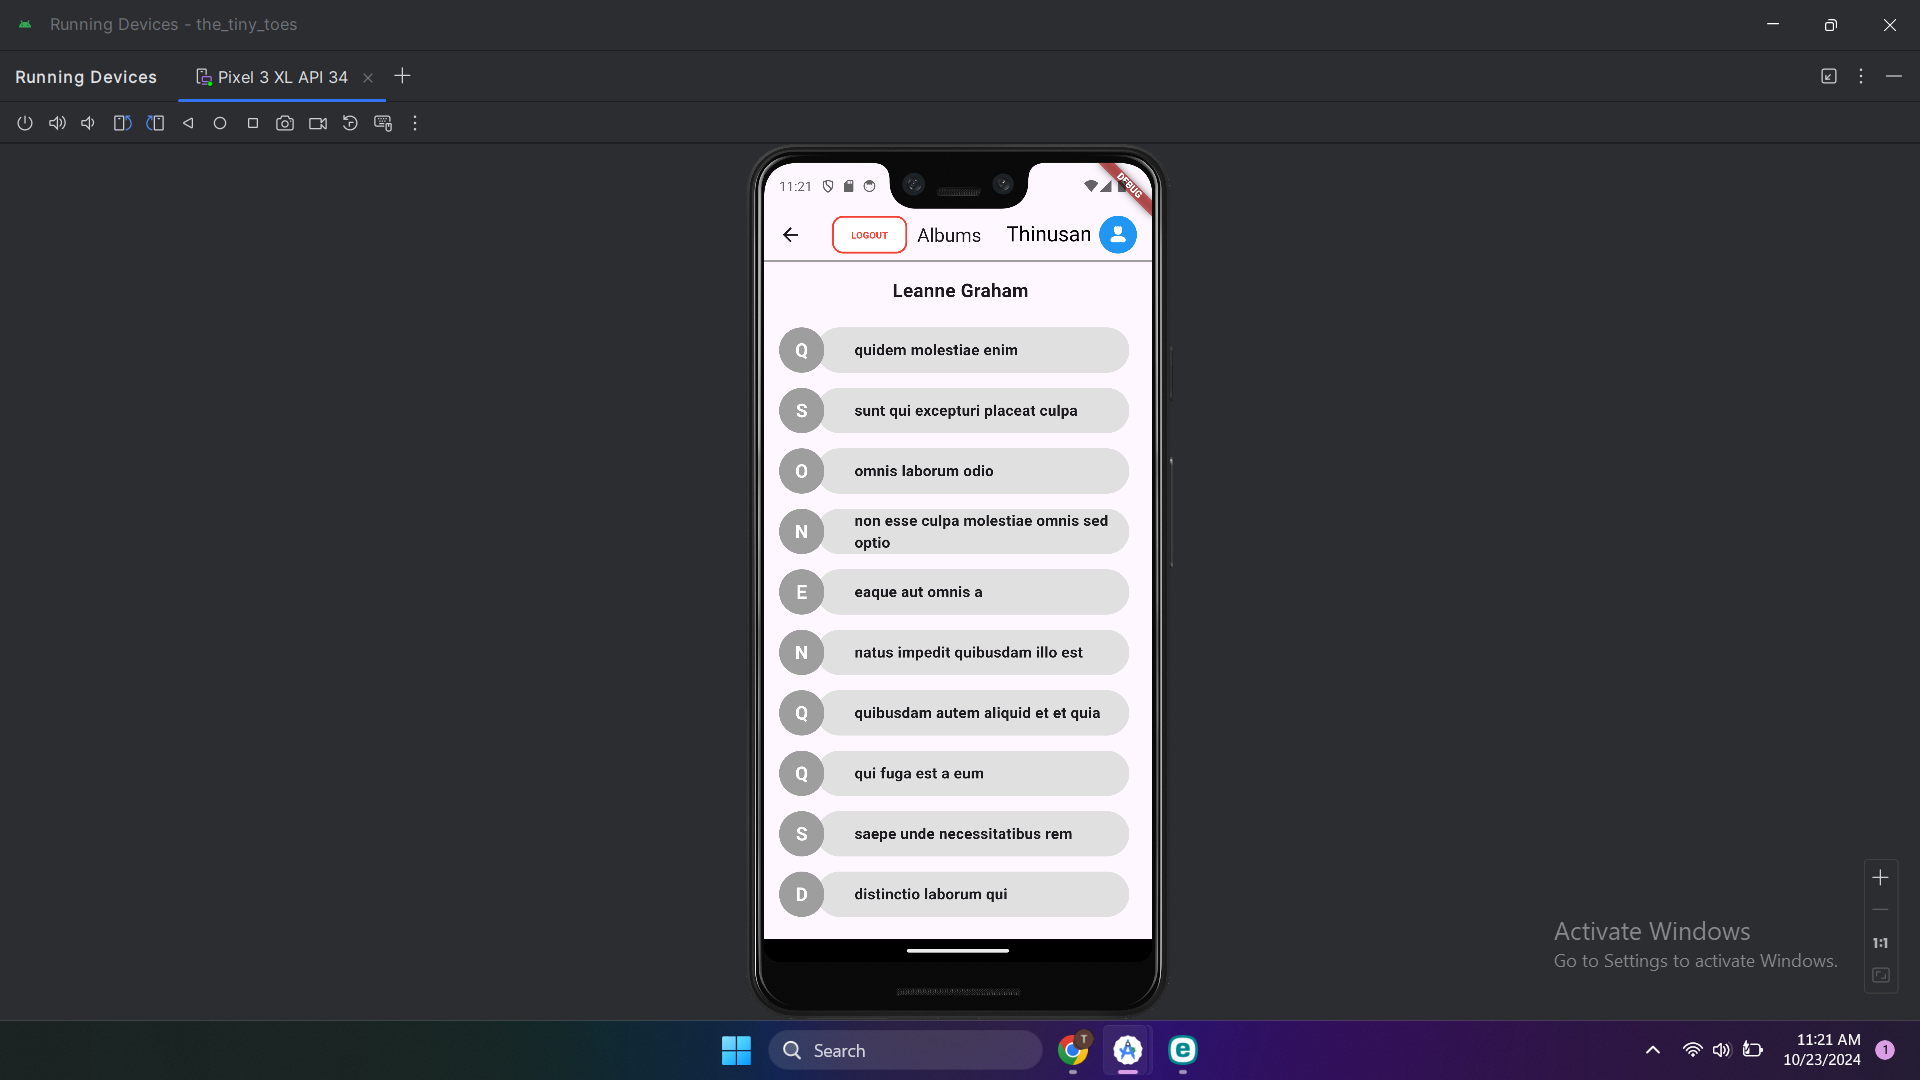 Running Devices - the_tiny_toes
Running Devices
Pixel 3 XL API 34
11:21
DEBUG
LOGOUT
Albums
Thinusan
Leanne Graham
Q
quidem molestiae enim
S
sunt qui excepturi placeat culpa
O
omnis laborum odio
N
non esse culpa molestiae omnis sed
optio
E
eaque aut omnis a
N
natus impedit quibusdam illo est
Q
quibusdam autem aliquid et et quia
Q
qui fuga est a eum
S
saepe unde necessitatibus rem
D
distinctio laborum qui
1:1
Activate Windows
Go to Settings to activate Windows.
Search
T
11:21 AM
10/23/2024
1